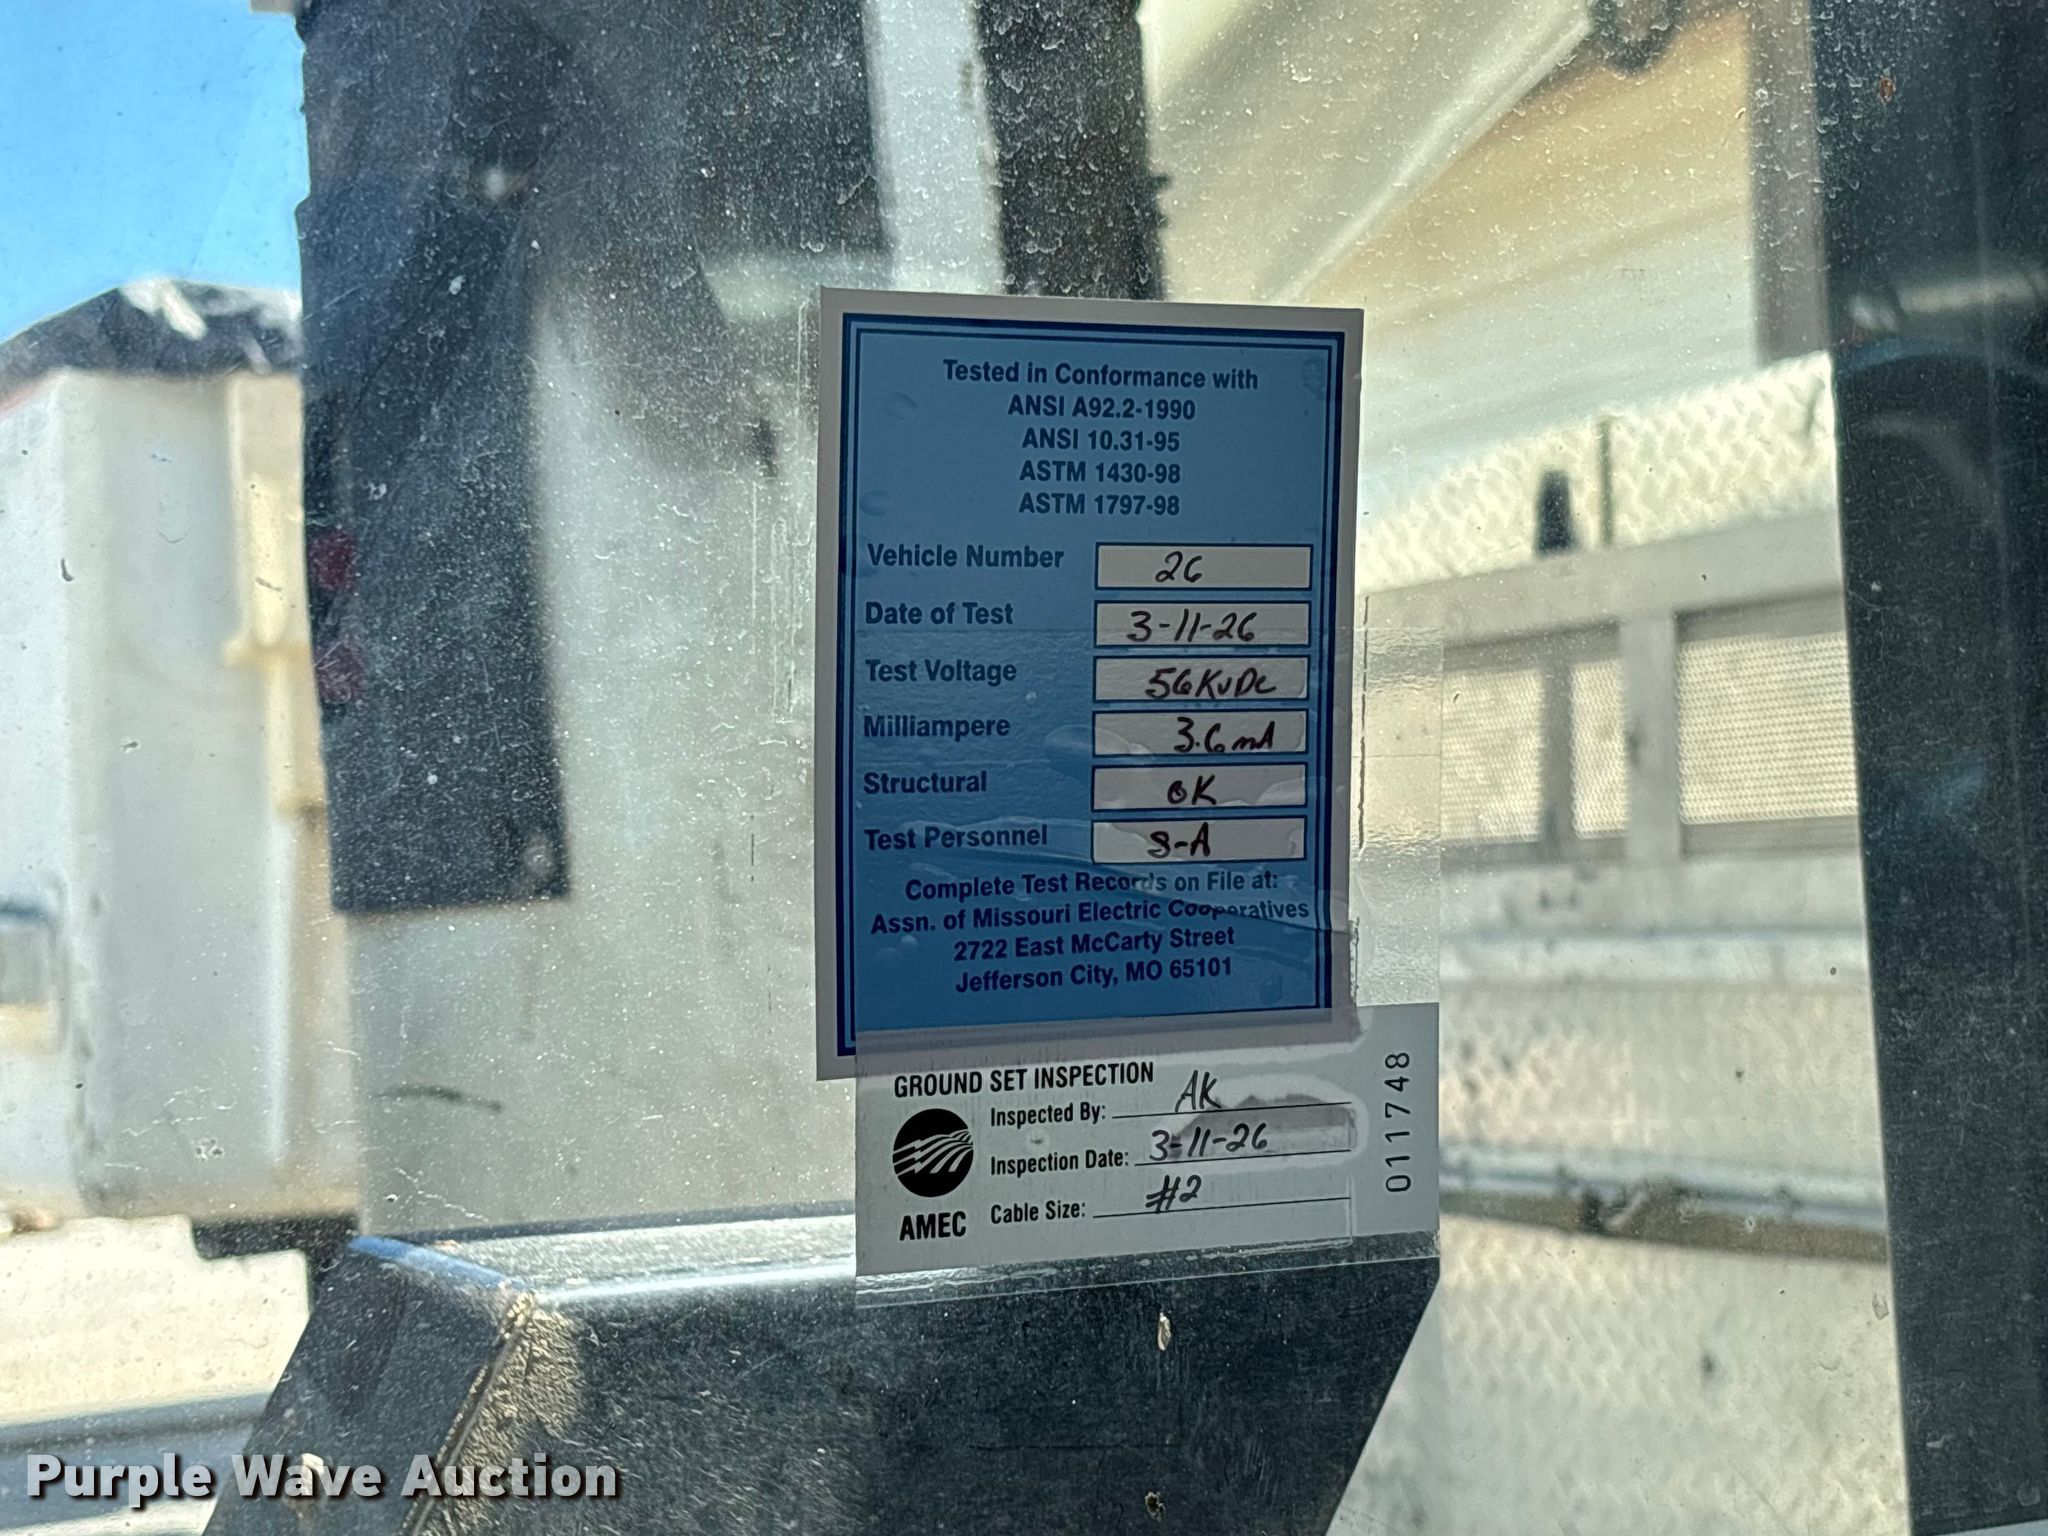 Tested in Conformance with
ANSI A92.2-1990
ANSI 10.31-95
ASTM 1430-98
ASTM 1797-98
Vehicle Number 26
Date of Test 3-11-26
Test Voltage 56KVDC
Milliampere 3.6 mA
Structural OK
Test Personnel S-A
Complete Test Records on File at:
Assn. of Missouri Electric Cooperatives
2722 East McCarty Street
Jefferson City, MO 65101
GROUND SET INSPECTION
Inspected By: AK
Inspection Date: 3-11-26
Cable Size: #2
AMEC
011748
Purple Wave Auction